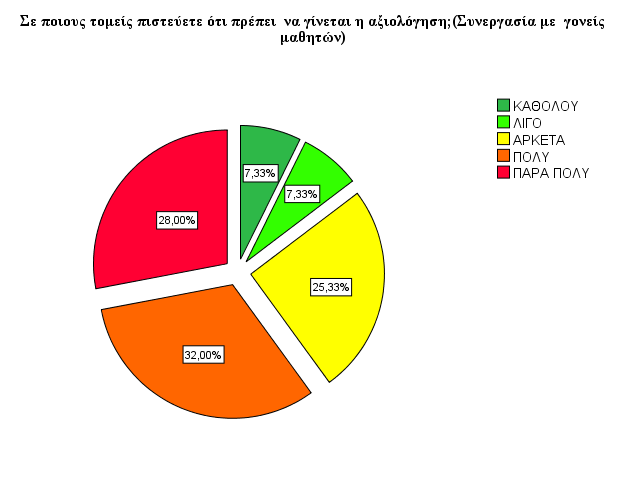 Σε ποιους τομείς πιστεύετε ότι πρέπει  να γίνεται η αξιολόγηση;(Συνεργασία με  γονείς
μαθητών)
ΚΑΘΟΛΟΥ
ΛΙΓΟ
ΑΡΚΕΤΑ
ΠΟΛΥ
ΠΑΡΑ ΠΟΛΥ
7,33%
7,33%
28,00%
25,33%
32,00%